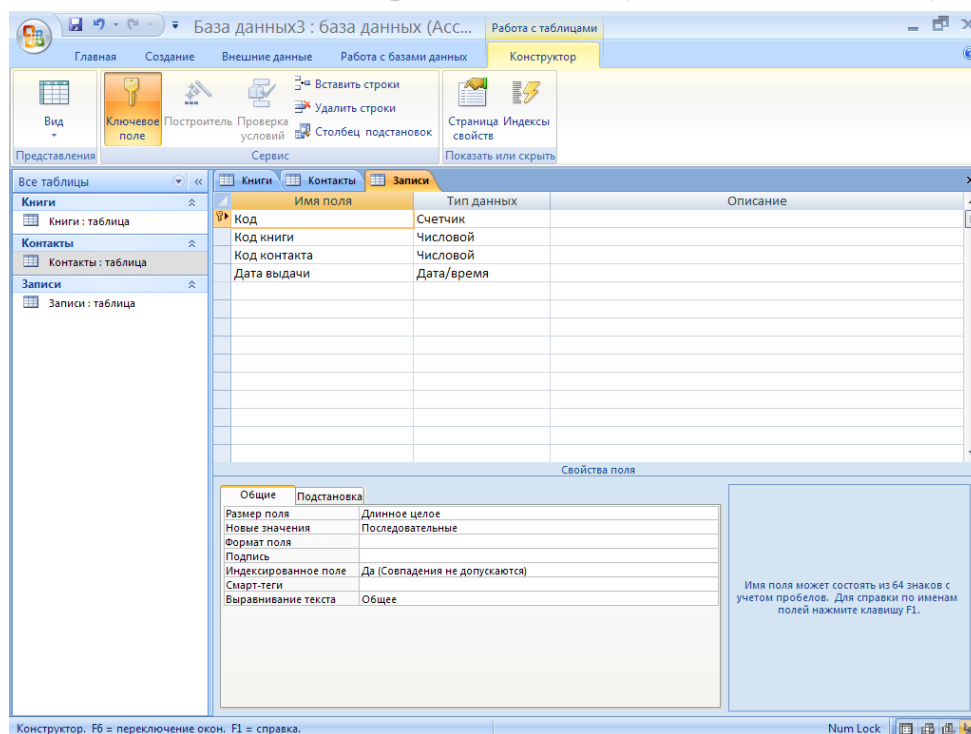 База данных3 : база данных (Acc... Работа с таблицами
Главная Создание Внешние данные Работа с базами данных Конструктор
Вид
Ключевое поле
Построитель
Проверка условий
Вставить строки
Удалить строки
Столбец подстановок
Страница свойств
Индексы
Представления Сервис Показать или скрыть
Все таблицы
Книги
Книги : таблица
Контакты
Контакты : таблица
Записи
Записи : таблица
Книги Контакты Записи
Имя поля Тип данных Описание
Код Счетчик
Код книги Числовой
Код контакта Числовой
Дата выдачи Дата/время
Свойства поля
Общие Подстановка
Размер поля Длинное целое
Новые значения Последовательные
Формат поля
Подпись
Индексированное поле Да (Совпадения не допускаются)
Смарт-теги
Выравнивание текста Общее
Имя поля может состоять из 64 знаков с
учетом пробелов. Для справки по именам
полей нажмите клавишу F1.
Конструктор. F6 = переключение окон. F1 = справка. Num Lock